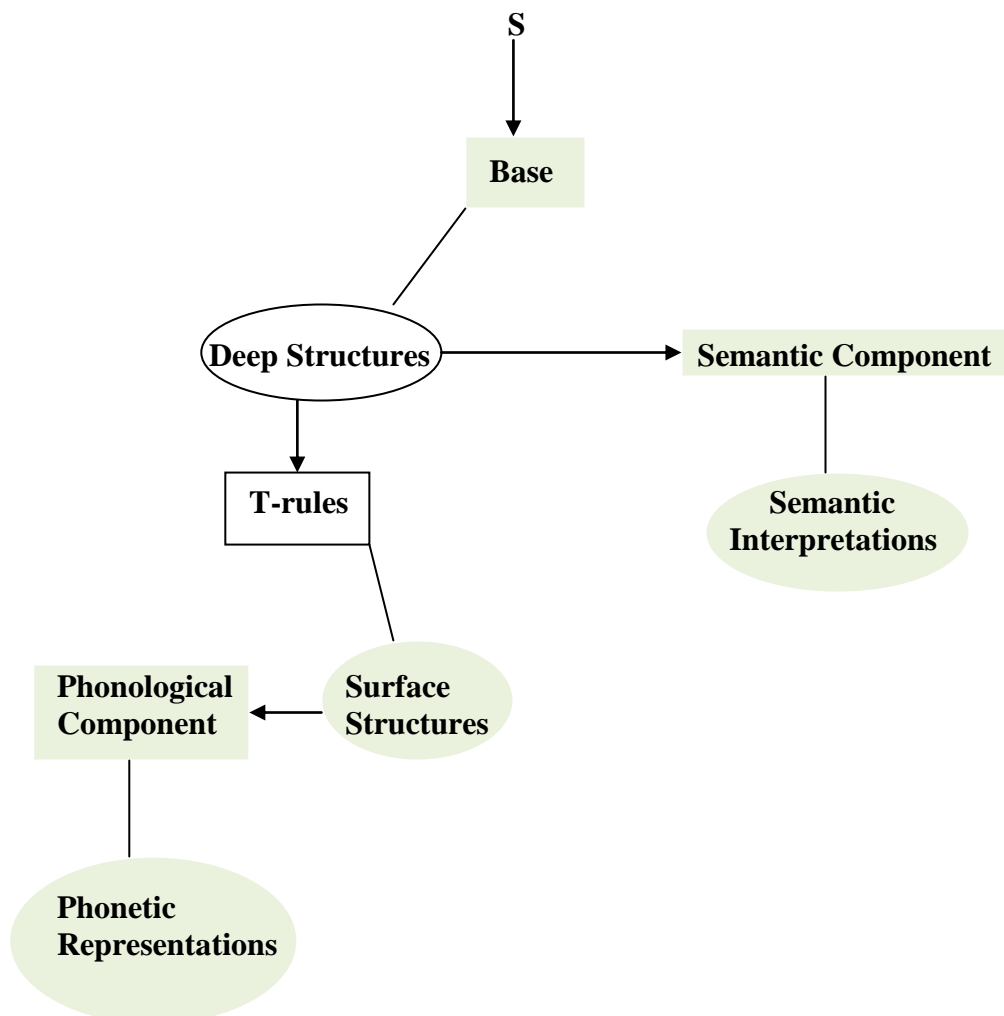 S
Base
Deep Structures
Semantic Component
T-rules
Semantic
Interpretations
Surface
Structures
Phonological
Component
Phonetic
Representations